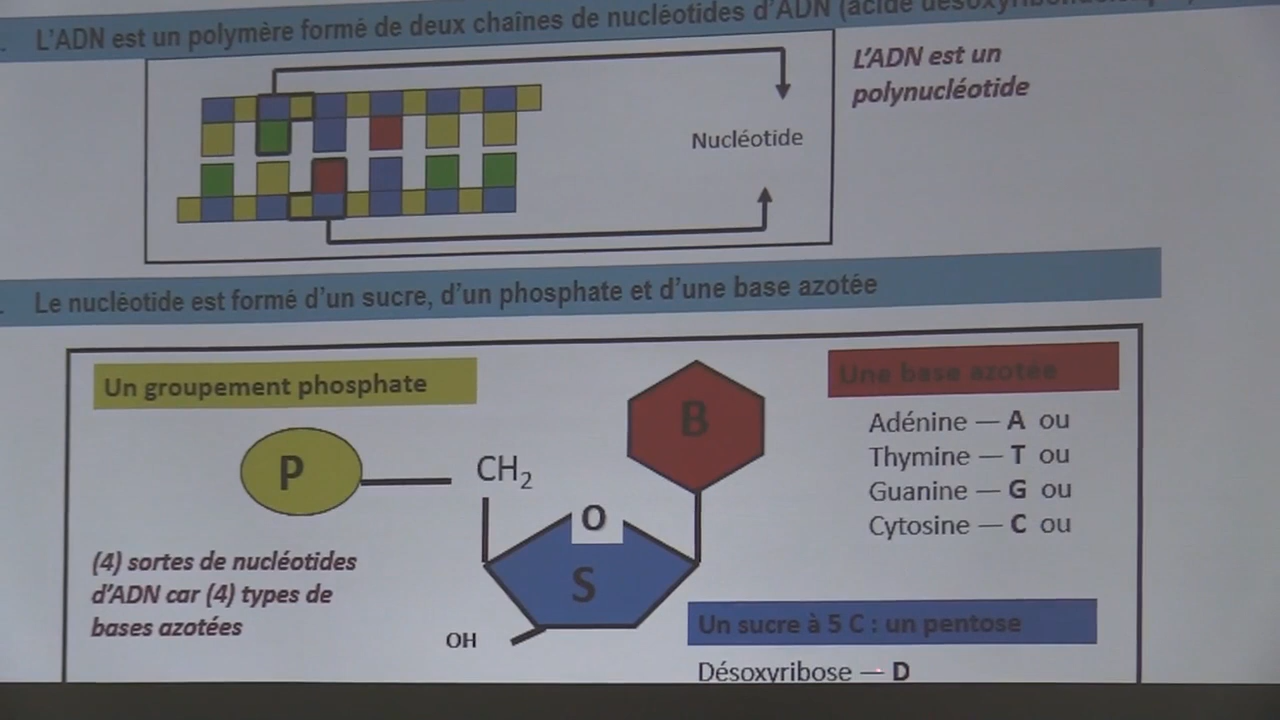 L'ADN est un polymère formé de deux chaînes de nucléotides d'ADN (acide
L'ADN est un
polynucléotide
Nucléotide
Le nucléotide est formé d'un sucre, d'un phosphate et d'une base azotée
Un groupement phosphate
Une base azotée
B
Adénine — A ou
Thymine — T ou
Guanine — G ou
Cytosine — C ou
P
CH₂
O
S
(4) sortes de nucléotides
d'ADN car (4) types de
bases azotées
OH
Un sucre à 5 C : un pentose
Désoxyribose — D